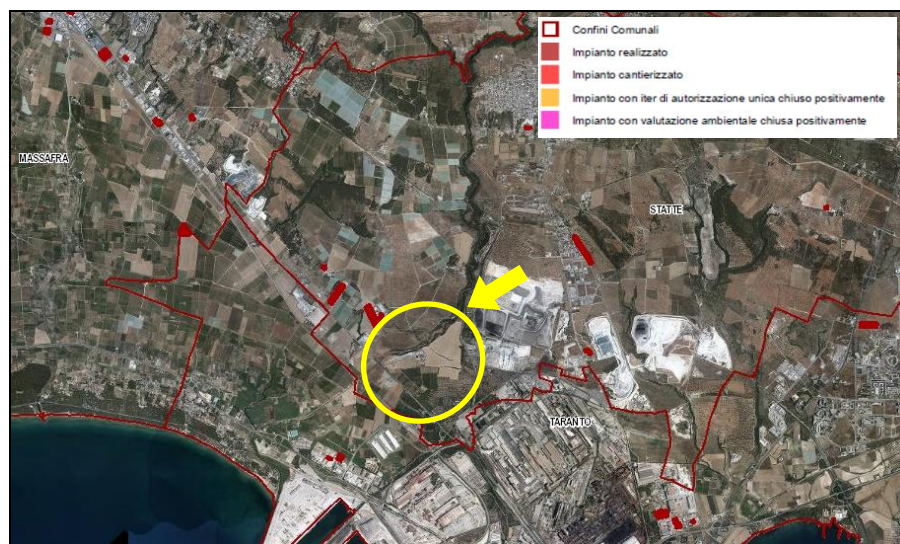 Confini Comunali
Impianto realizzato
Impianto cantierizzato
Impianto con iter di autorizzazione unica chiuso positivamente
Impianto con valutazione ambientale chiusa positivamente
MASSAFRA
STATTE
TARANTO